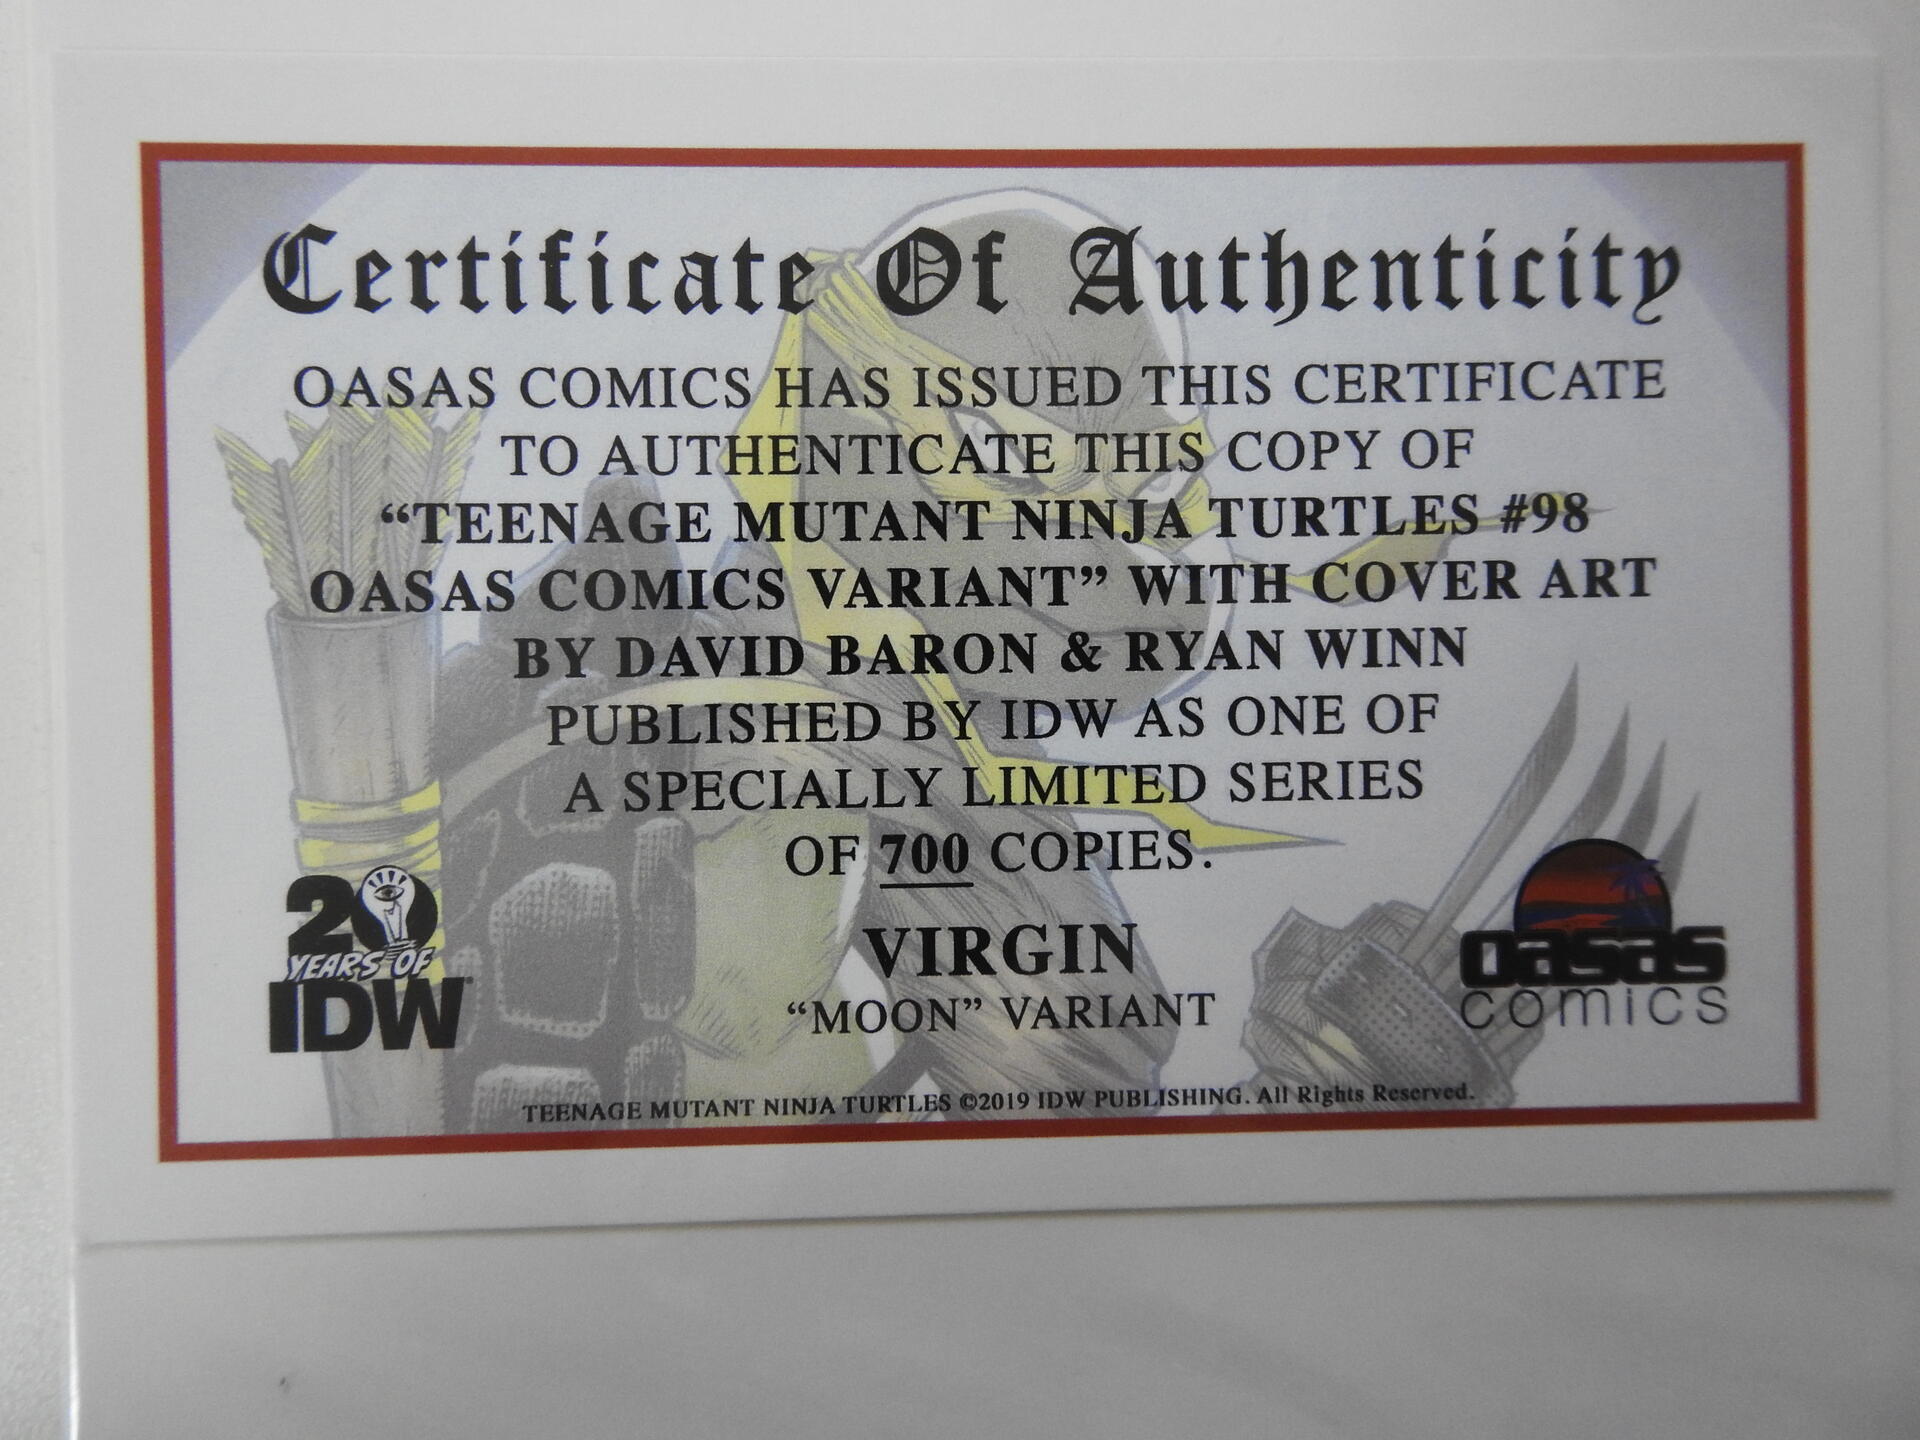 Certificate Of Authenticity
OASAS COMICS HAS ISSUED THIS CERTIFICATE
TO AUTHENTICATE THIS COPY OF
“TEENAGE MUTANT NINJA TURTLES #98
OASAS COMICS VARIANT” WITH COVER ART
BY DAVID BARON & RYAN WINN
PUBLISHED BY IDW AS ONE OF
A SPECIALLY LIMITED SERIES
OF 700 COPIES.
VIRGIN
“MOON” VARIANT
20
YEARS OF
IDW
oasas
comics
TEENAGE MUTANT NINJA TURTLES ©2019 IDW PUBLISHING. All Rights Reserved.